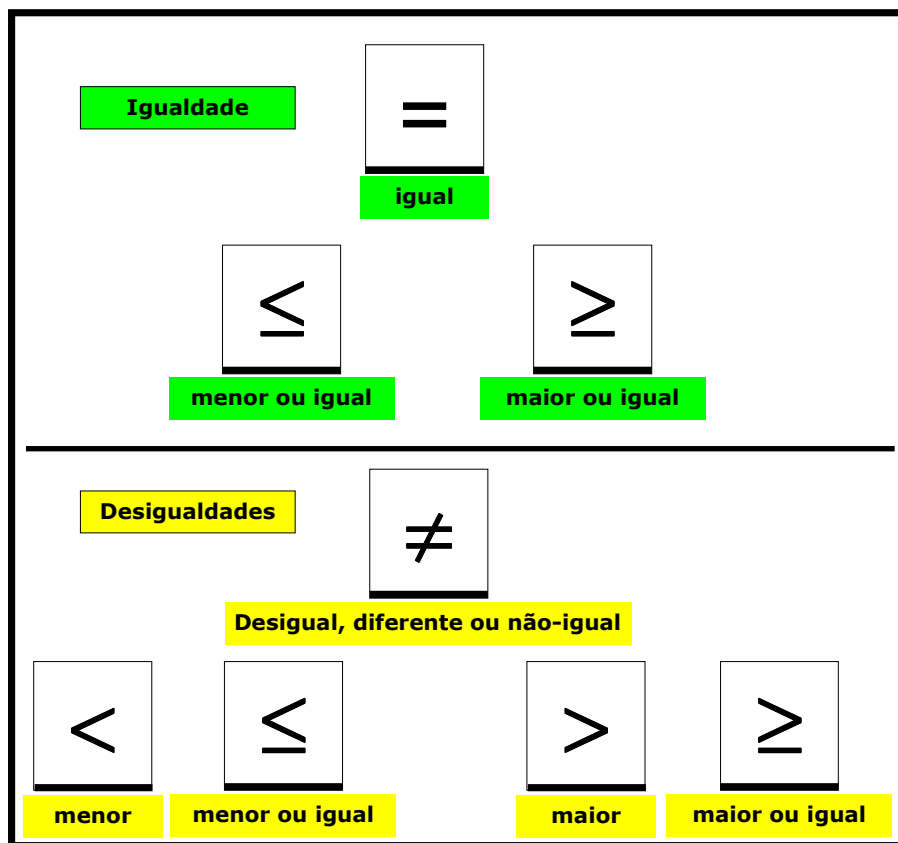 Igualdade
=
igual
≤ ≥
menor ou igual maior ou igual
Desigualdades
≠
Desigual, diferente ou não-igual
< ≤ > ≥
menor menor ou igual maior maior ou igual